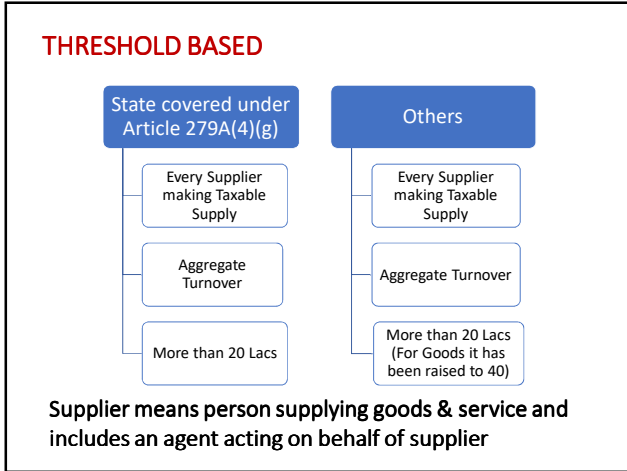 THRESHOLD BASED
State covered under
Article 279A(4)(g)
Every Supplier
making Taxable
Supply
Aggregate
Turnover
More than 20 Lacs
Others
Every Supplier
making Taxable
Supply
Aggregate Turnover
More than 20 Lacs
(For Goods it has
been raised to 40)
Supplier means person supplying goods & service and
includes an agent acting on behalf of supplier